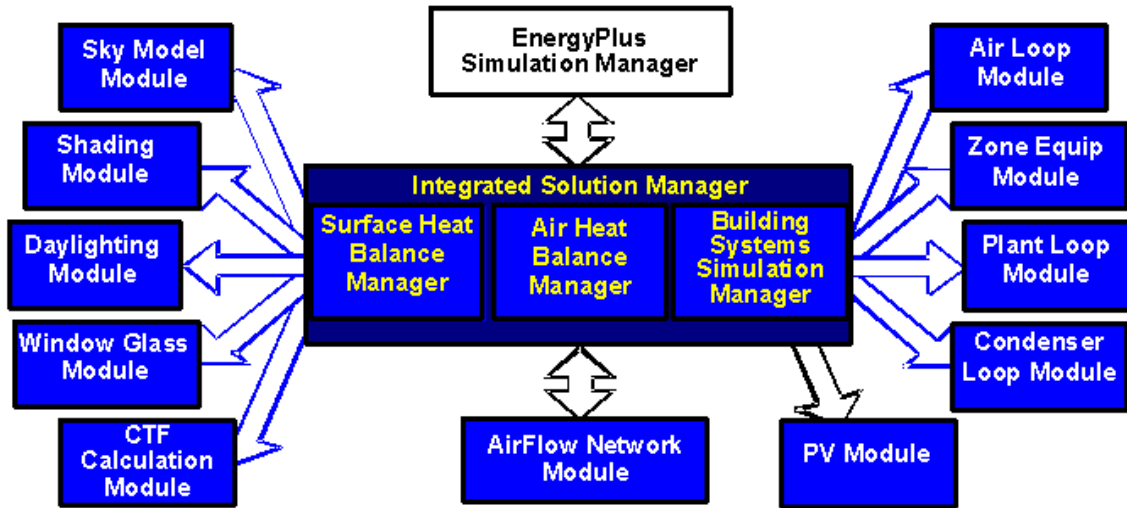 EnergyPlus
Simulation Manager
Sky Model
Module
Shading
Module
Daylighting
Module
Window Glass
Module
CTF
Calculation
Module
Integrated Solution Manager
Surface Heat
Balance
Manager
Air Heat
Balance
Manager
Building
Systems
Simulation
Manager
Air Loop
Module
Zone Equip
Module
Plant Loop
Module
Condenser
Loop Module
AirFlow Network
Module
PV Module